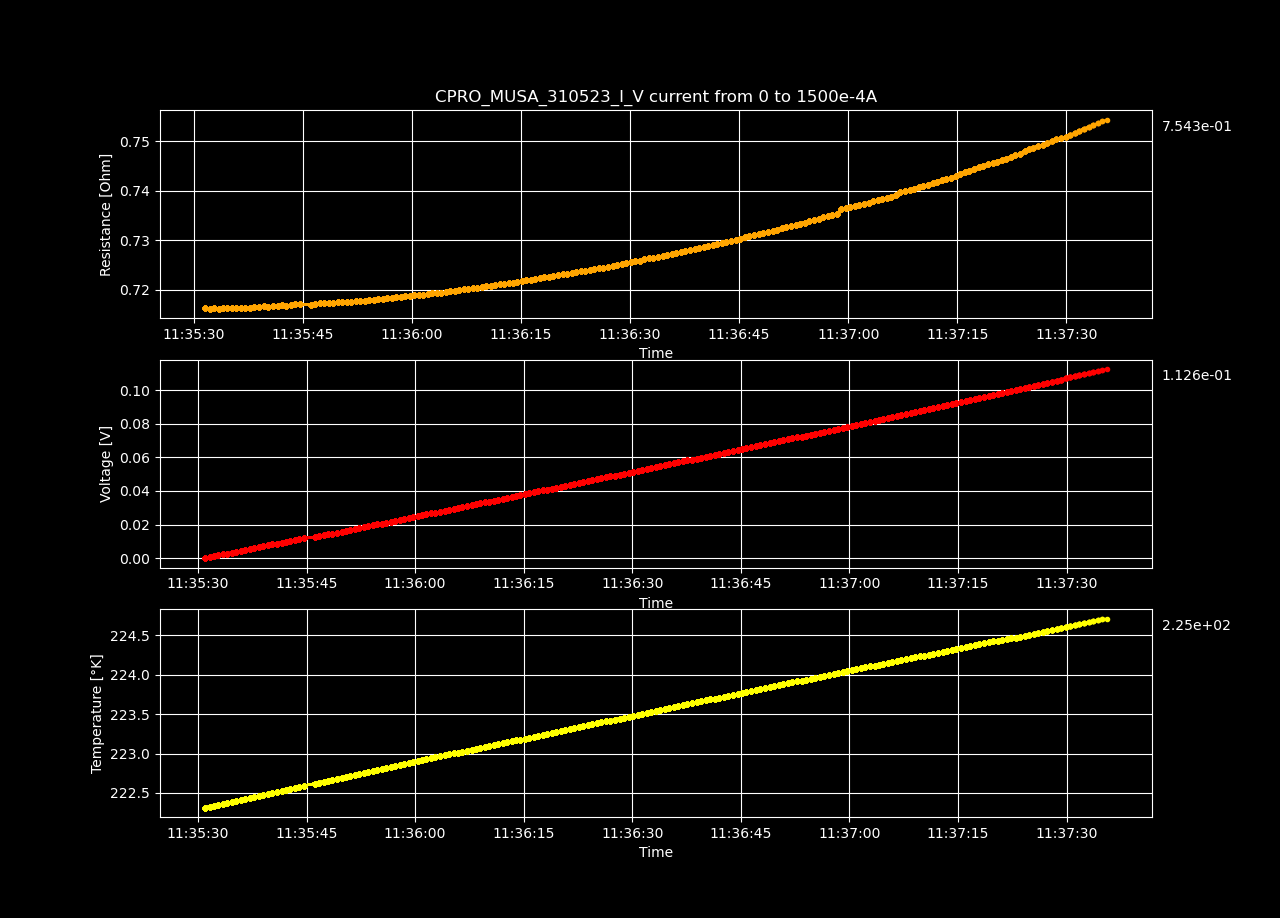 CPRO_MUSA_310523_I_V current from 0 to 1500e-4A
7.543e-01
Resistance [Ohm]
0.75
0.74
0.73
0.72
11:35:30 11:35:45 11:36:00 11:36:15 11:36:30 11:36:45 11:37:00 11:37:15 11:37:30
Time
1.126e-01
Voltage [V]
0.10
0.08
0.06
0.04
0.02
0.00
11:35:30 11:35:45 11:36:00 11:36:15 11:36:30 11:36:45 11:37:00 11:37:15 11:37:30
Time
2.25e+02
Temperature [°K]
224.5
224.0
223.5
223.0
222.5
11:35:30 11:35:45 11:36:00 11:36:15 11:36:30 11:36:45 11:37:00 11:37:15 11:37:30
Time